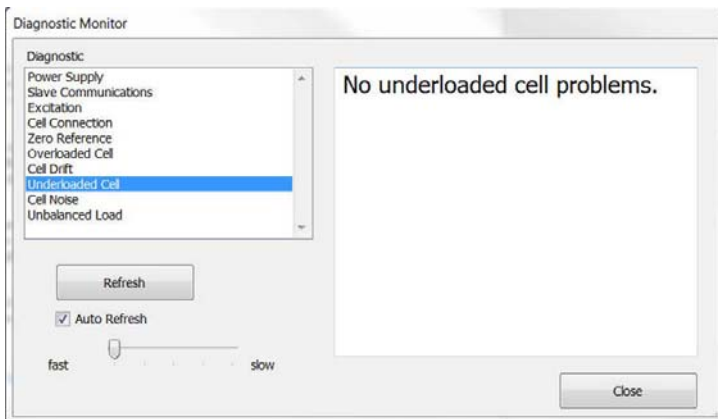 Diagnostic Monitor
Diagnostic
Power Supply
Slave Communications
Excitation
Cell Connection
Zero Reference
Overloaded Cell
Cell Drift
Underloaded Cell
Cell Noise
Unbalanced Load
No underloaded cell problems.
Refresh
Auto Refresh
fast
slow
Close